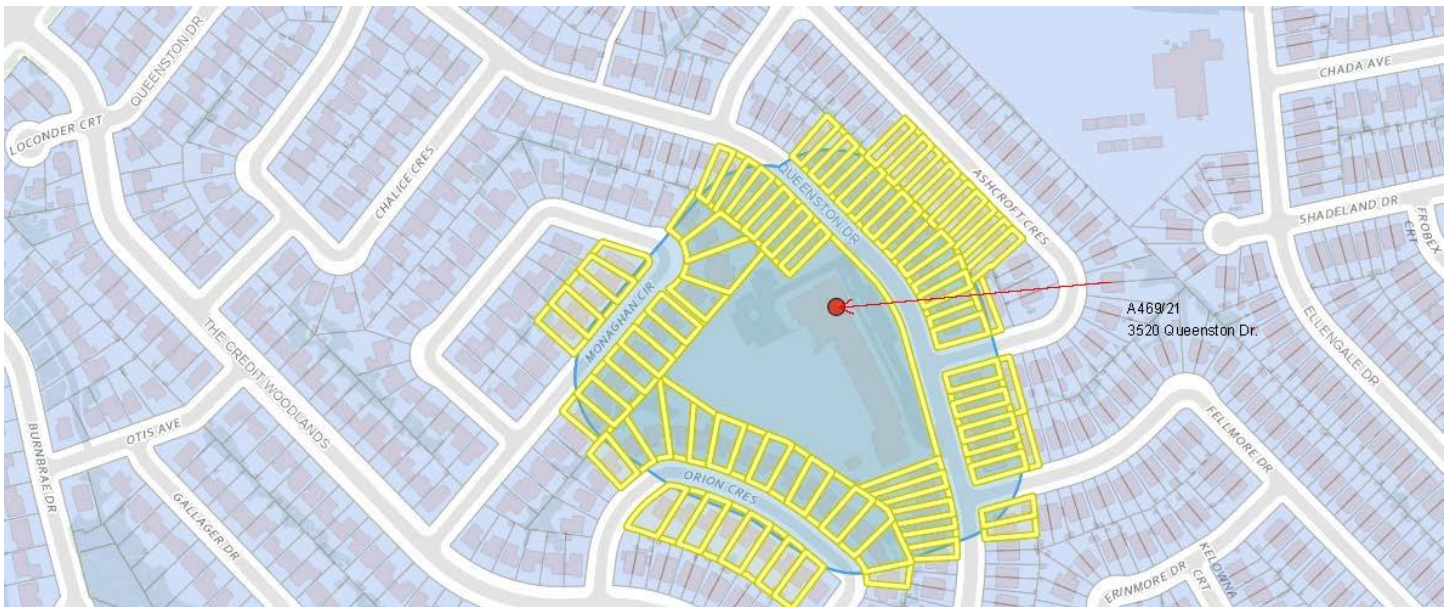 QUEENSTON DR
LOCONDER CRT
CHALICE CRES
CHADA AVE
QUEENSTON DR
ASHCROFT CRES
SHADELAND DR
FROBEX
CRT
MONAGHAN CIR
A469/21
3520 Queenston Dr.
ELLENGALE DR
THE CREDIT WOODLANDS
OTIS AVE
BURNBRAE DR
GALLAGER DR
ORION CRES
FELLMORE DR
ERINMORE DR
KELOWNA
CRT